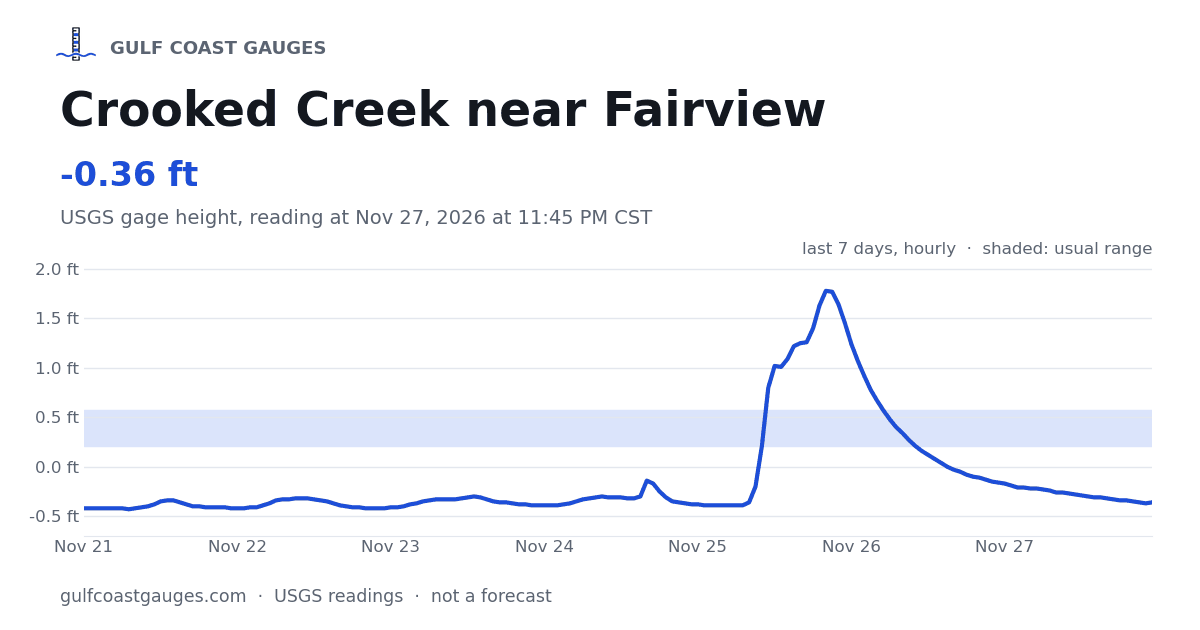 GULF COAST GAUGES
Crooked Creek near Fairview
-0.36 ft
USGS gage height, reading at Nov 27, 2026 at 11:45 PM CST
last 7 days, hourly · shaded: usual range
2.0 ft
1.5 ft
1.0 ft
0.5 ft
0.0 ft
-0.5 ft
Nov 21 Nov 22 Nov 23 Nov 24 Nov 25 Nov 26 Nov 27
gulfcoastgauges.com · USGS readings · not a forecast